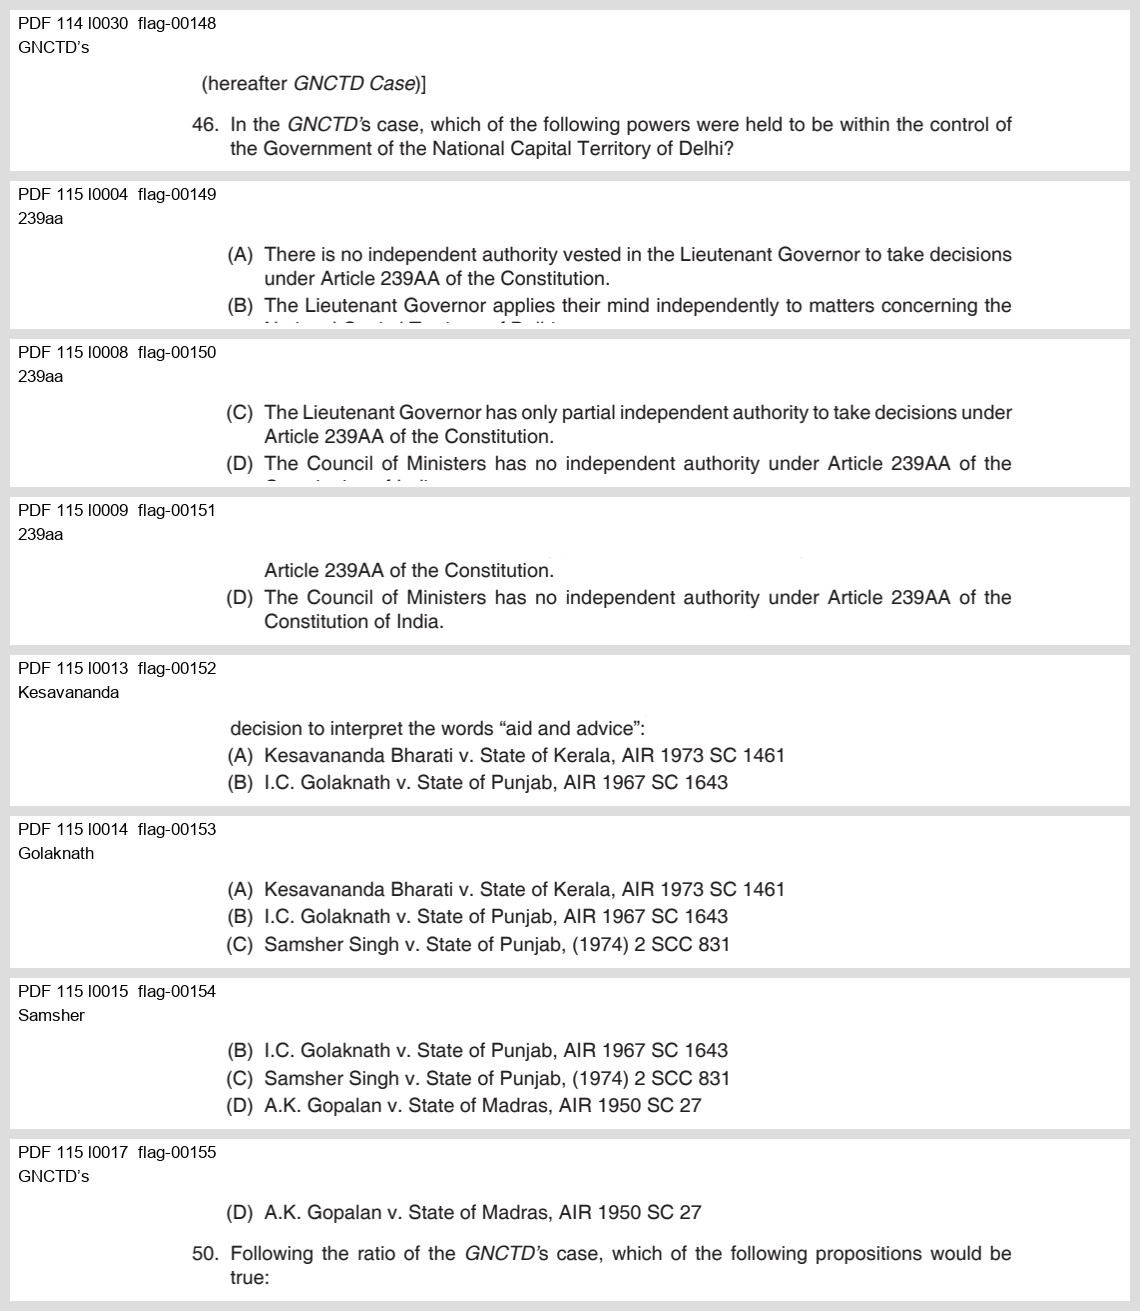 PDF 114 l0030 flag-00148
GNCTD’s
(hereafter GNCTD Case)]
46. In the GNCTD’s case, which of the following powers were held to be within the control of
the Government of the National Capital Territory of Delhi?
PDF 115 l0004 flag-00149
239aa
(A) There is no independent authority vested in the Lieutenant Governor to take decisions
under Article 239AA of the Constitution.
(B) The Lieutenant Governor applies their mind independently to matters concerning the
PDF 115 l0008 flag-00150
239aa
(C) The Lieutenant Governor has only partial independent authority to take decisions under
Article 239AA of the Constitution.
(D) The Council of Ministers has no independent authority under Article 239AA of the
PDF 115 l0009 flag-00151
239aa
Article 239AA of the Constitution.
(D) The Council of Ministers has no independent authority under Article 239AA of the
Constitution of India.
PDF 115 l0013 flag-00152
Kesavananda
decision to interpret the words “aid and advice”:
(A) Kesavananda Bharati v. State of Kerala, AIR 1973 SC 1461
(B) I.C. Golaknath v. State of Punjab, AIR 1967 SC 1643
PDF 115 l0014 flag-00153
Golaknath
(A) Kesavananda Bharati v. State of Kerala, AIR 1973 SC 1461
(B) I.C. Golaknath v. State of Punjab, AIR 1967 SC 1643
(C) Samsher Singh v. State of Punjab, (1974) 2 SCC 831
PDF 115 l0015 flag-00154
Samsher
(B) I.C. Golaknath v. State of Punjab, AIR 1967 SC 1643
(C) Samsher Singh v. State of Punjab, (1974) 2 SCC 831
(D) A.K. Gopalan v. State of Madras, AIR 1950 SC 27
PDF 115 l0017 flag-00155
GNCTD’s
(D) A.K. Gopalan v. State of Madras, AIR 1950 SC 27
50. Following the ratio of the GNCTD’s case, which of the following propositions would be
true: